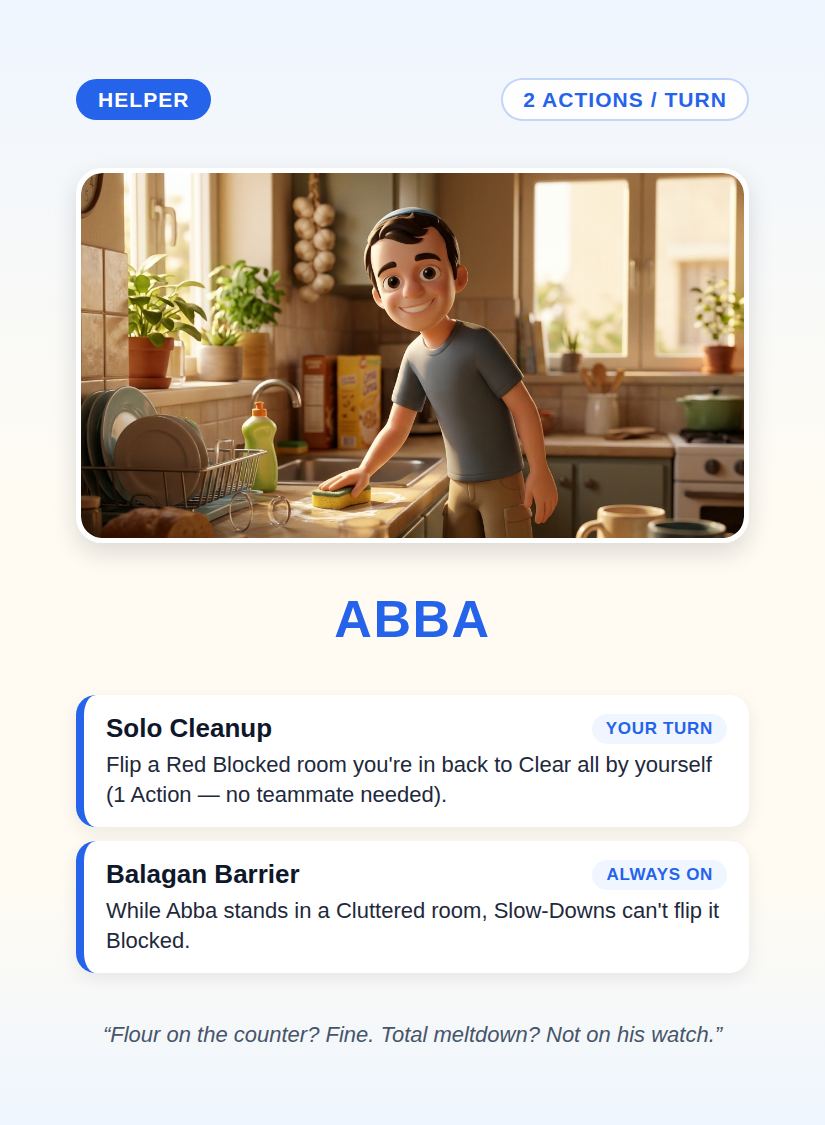 HELPER
2 ACTIONS / TURN
ABBA
Solo Cleanup
YOUR TURN
Flip a Red Blocked room you're in back to Clear all by yourself
(1 Action — no teammate needed).
Balagan Barrier
ALWAYS ON
While Abba stands in a Cluttered room, Slow-Downs can't flip it
Blocked.
“Flour on the counter? Fine. Total meltdown? Not on his watch.”